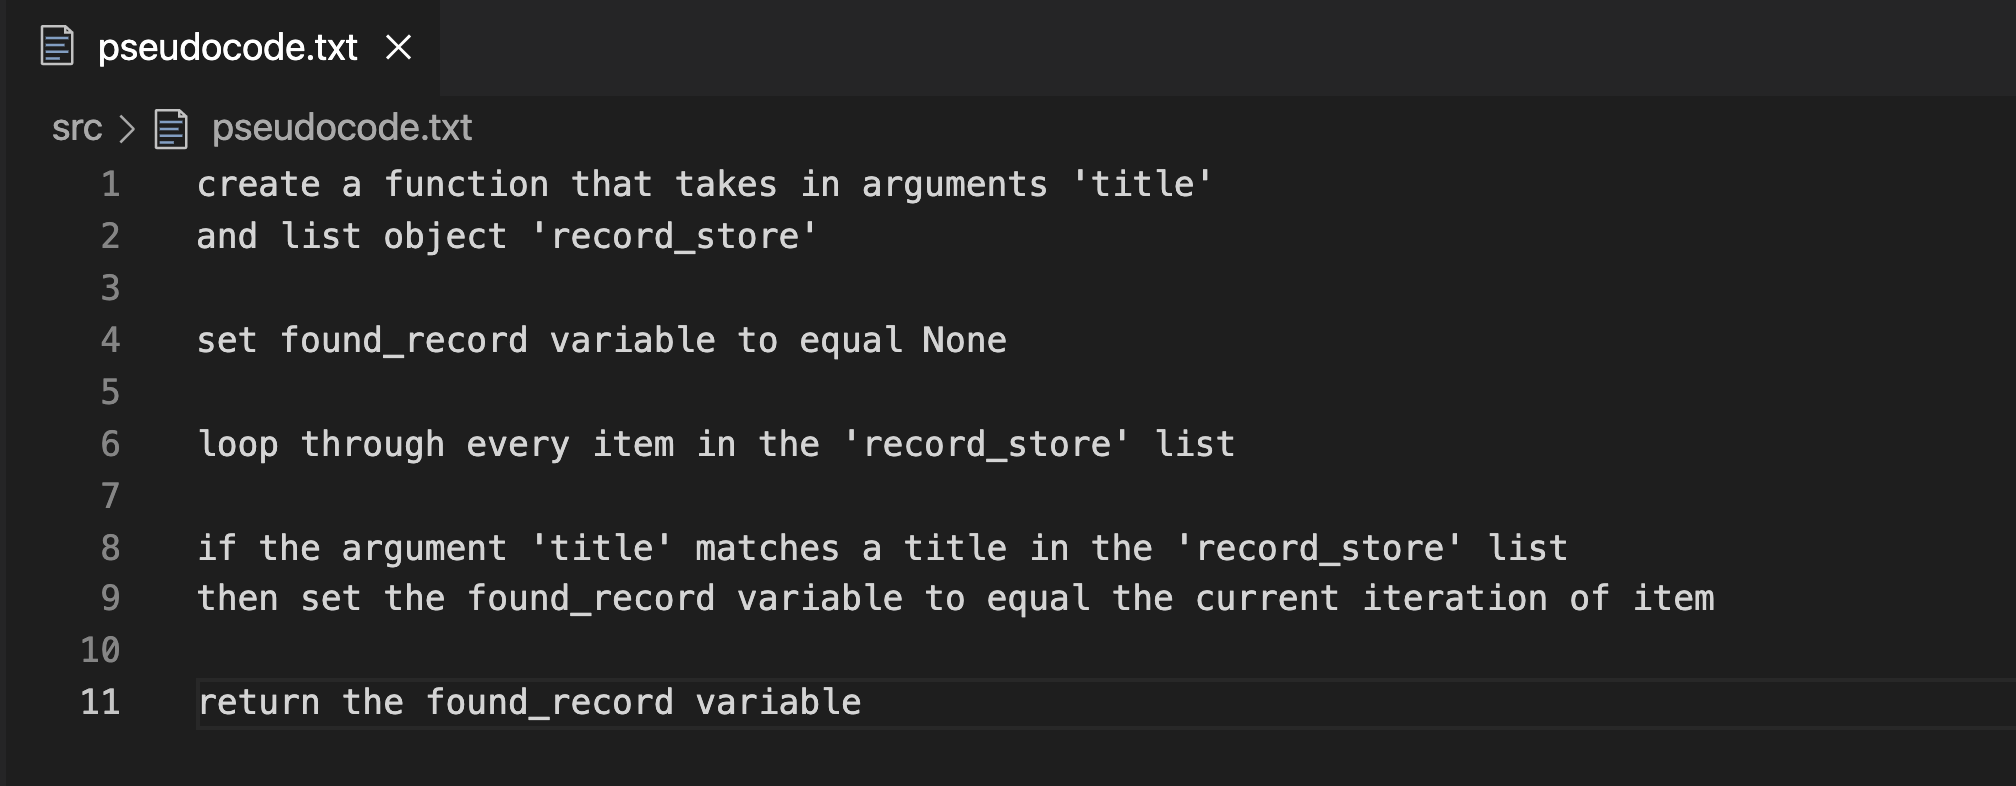 pseudocode.txt
src > pseudocode.txt
1 create a function that takes in arguments 'title'
2 and list object 'record_store'
3
4 set found_record variable to equal None
5
6 loop through every item in the 'record_store' list
7
8 if the argument 'title' matches a title in the 'record_store' list
9 then set the found_record variable to equal the current iteration of item
10
11 return the found_record variable